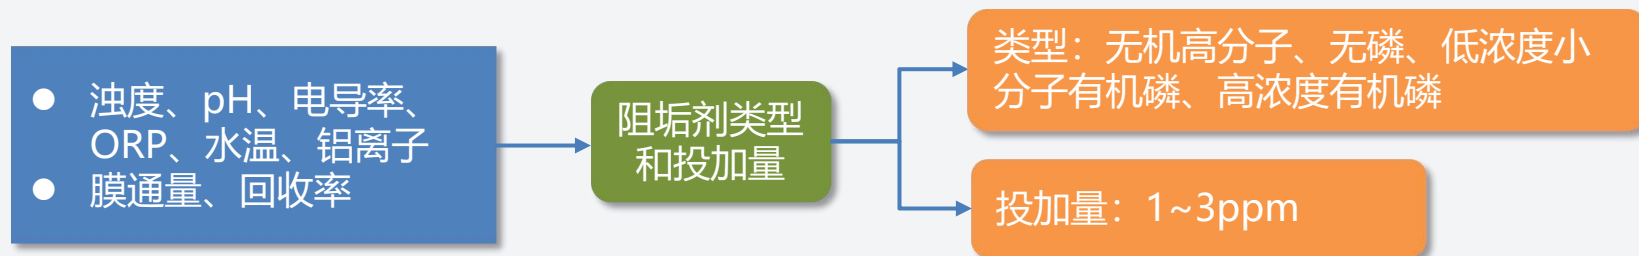 ● 浊度、pH、电导率、
ORP、水温、铝离子
● 膜通量、回收率
阻垢剂类型
和投加量
类型：无机高分子、无磷、低浓度小
分子有机磷、高浓度有机磷
投加量：1~3ppm